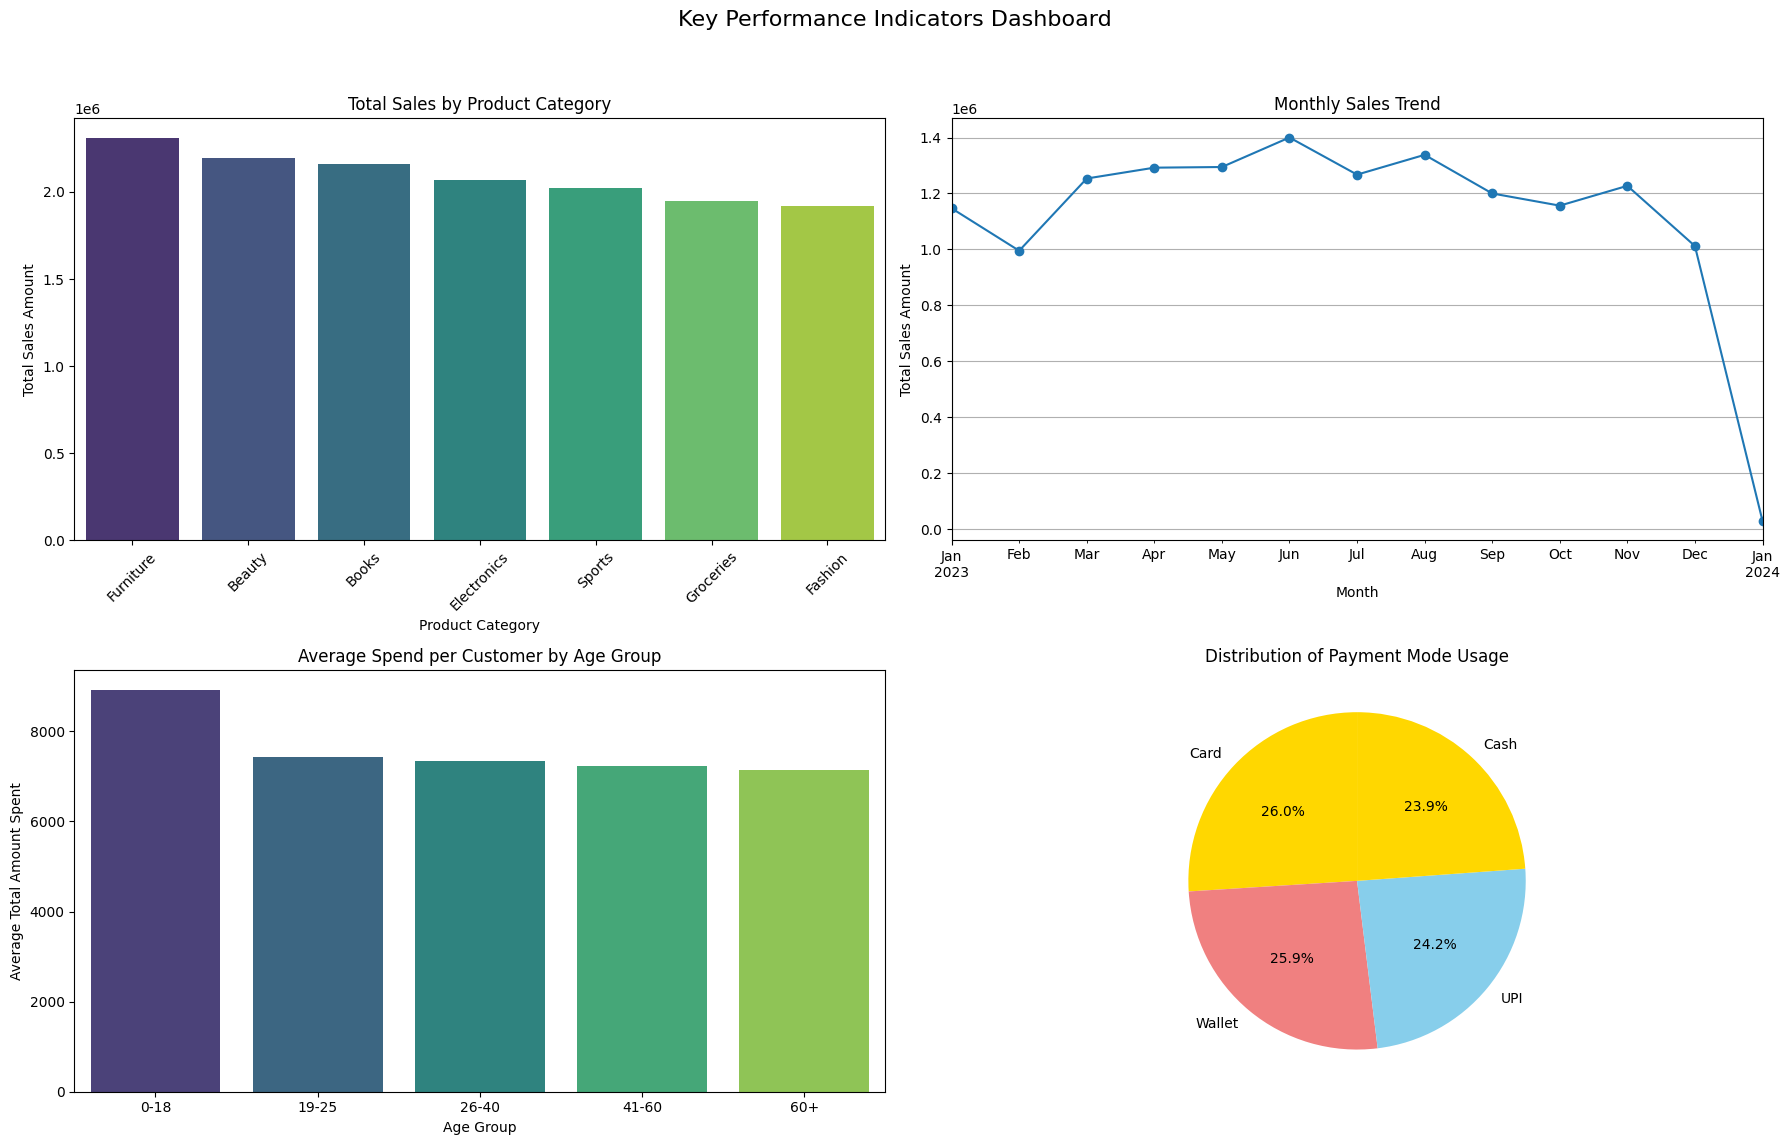 Key Performance Indicators Dashboard
Total Sales by Product Category
1e6
Total Sales Amount
2.0
1.5
1.0
0.5
0.0
Furniture
Beauty
Books
Electronics
Sports
Groceries
Fashion
Product Category
Monthly Sales Trend
1e6
Total Sales Amount
1.4
1.2
1.0
0.8
0.6
0.4
0.2
0.0
Jan Feb Mar Apr May Jun Jul Aug Sep Oct Nov Dec Jan
2023 2024
Month
Average Spend per Customer by Age Group
Average Total Amount Spent
8000
6000
4000
2000
0
0-18 19-25 26-40 41-60 60+
Age Group
Distribution of Payment Mode Usage
Card
Cash
26.0%
23.9%
25.9%
24.2%
Wallet
UPI